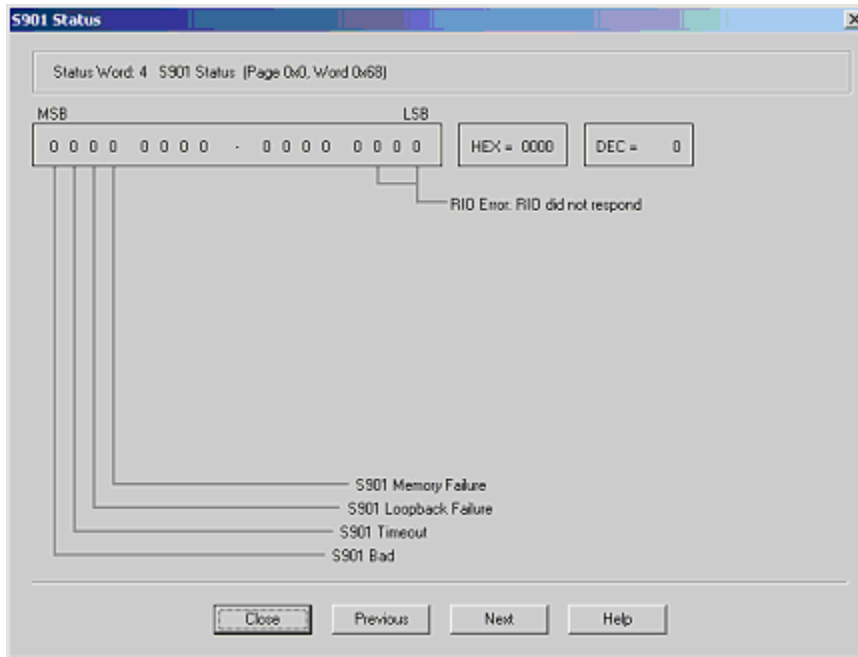 S901 Status
Status Word: 4 S901 Status (Page 0x0, Word 0x68)
MSB LSB
0 0 0 0 0 0 0 0 - 0 0 0 0 0 0 0 0 HEX = 0000 DEC = 0
RIO Error: RIO did not respond
S901 Memory Failure
S901 Loopback Failure
S901 Timeout
S901 Bad
Close Previous Next Help